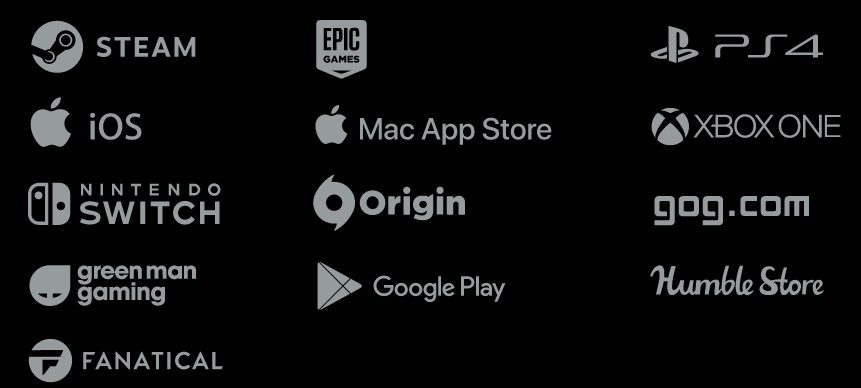 STEAM
EPIC
GAMES
PS4
iOS
Mac App Store
XBOX ONE
NINTENDO
SWITCH
Origin
gog.com
green man
gaming
Google Play
Humble Store
FANATICAL